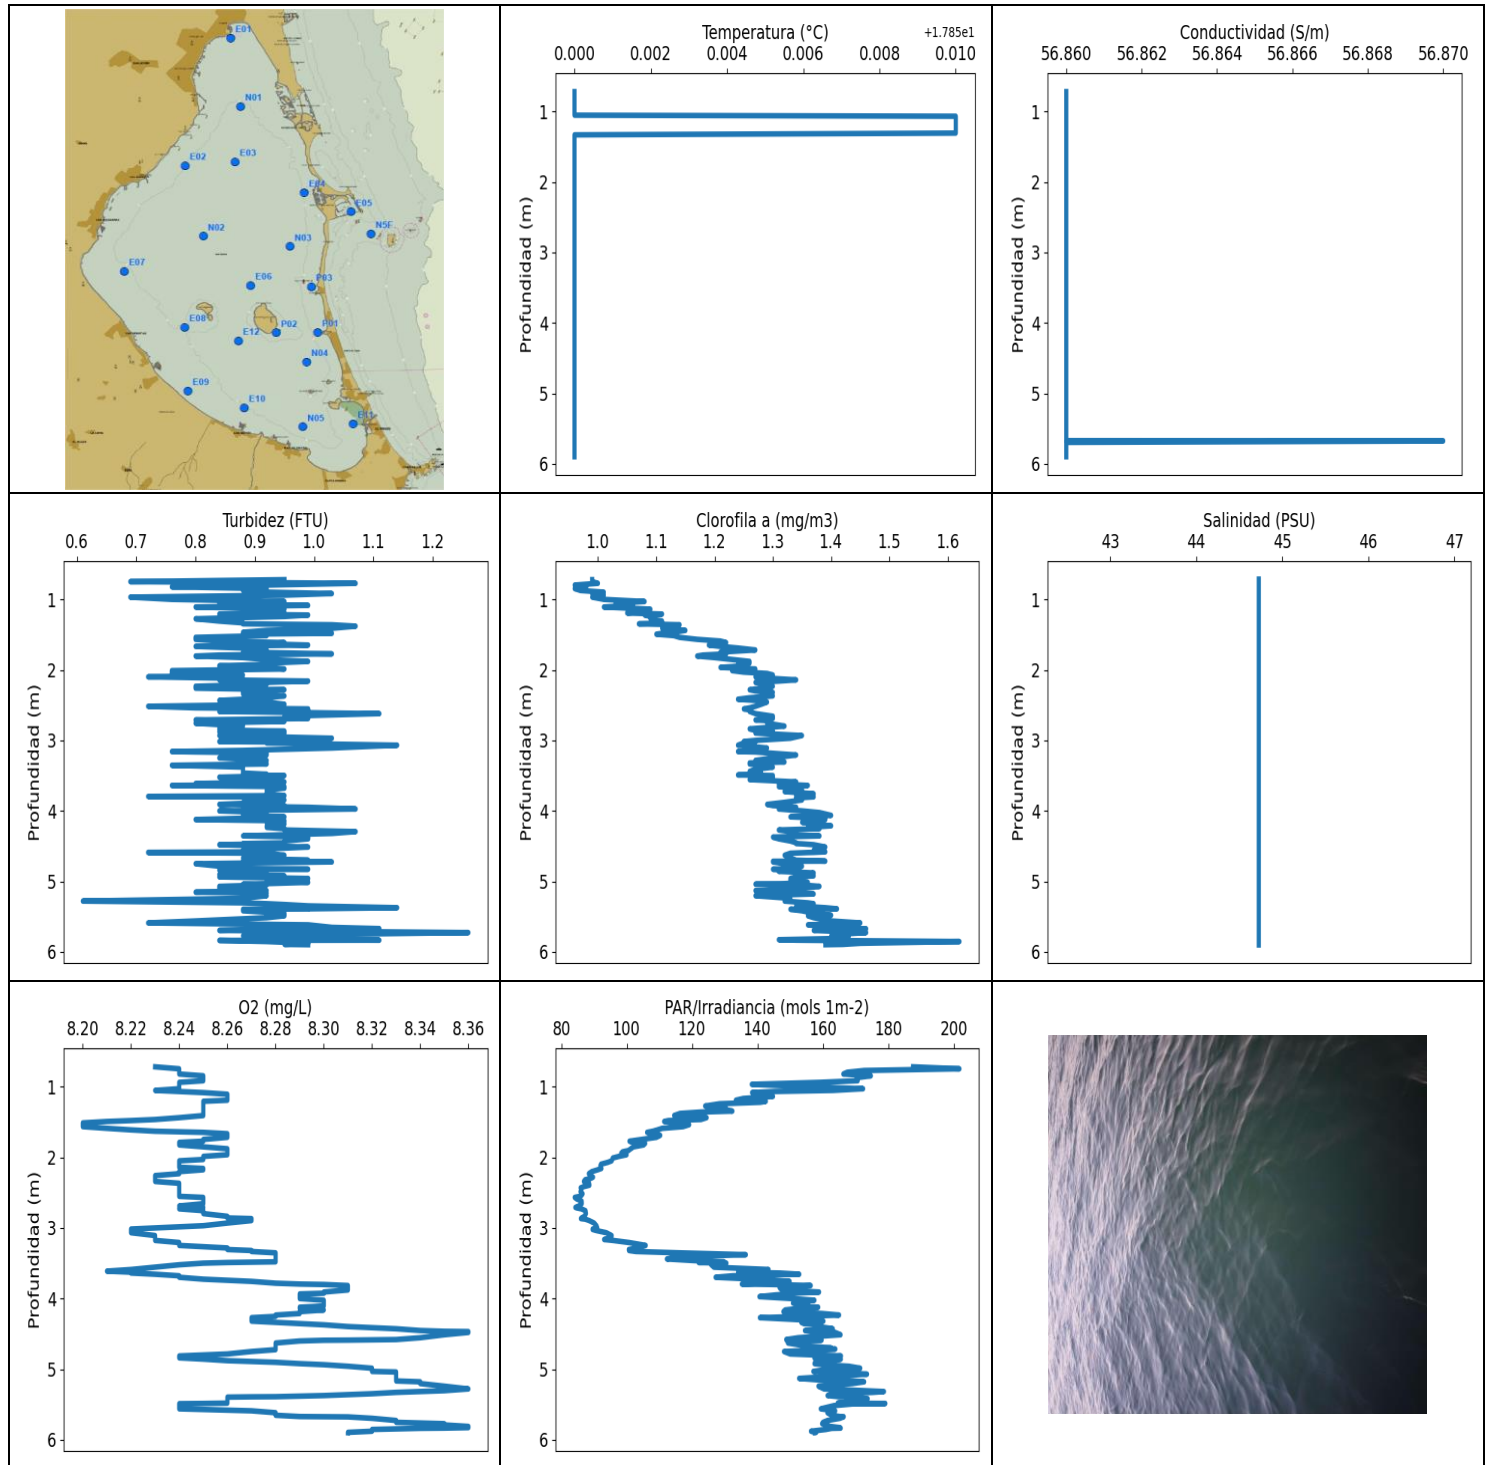 E01
N01
E02
E03
E04
E05
N5F
N02
N03
E07
E06
P03
E08
E12
P02
P01
N04
E09
E10
N05
E11
Temperatura (°C)
+1.785e1
0.000 0.002 0.004 0.006 0.008 0.010
Profundidad (m)
1
2
3
4
5
6
Conductividad (S/m)
56.860 56.862 56.864 56.866 56.868 56.870
Profundidad (m)
1
2
3
4
5
6
Turbidez (FTU)
0.6 0.7 0.8 0.9 1.0 1.1 1.2
Profundidad (m)
1
2
3
4
5
6
Clorofila a (mg/m3)
1.0 1.1 1.2 1.3 1.4 1.5 1.6
Profundidad (m)
1
2
3
4
5
6
Salinidad (PSU)
43 44 45 46 47
Profundidad (m)
1
2
3
4
5
6
O2 (mg/L)
8.20 8.22 8.24 8.26 8.28 8.30 8.32 8.34 8.36
Profundidad (m)
1
2
3
4
5
6
PAR/Irradiancia (mols 1m-2)
80 100 120 140 160 180 200
Profundidad (m)
1
2
3
4
5
6